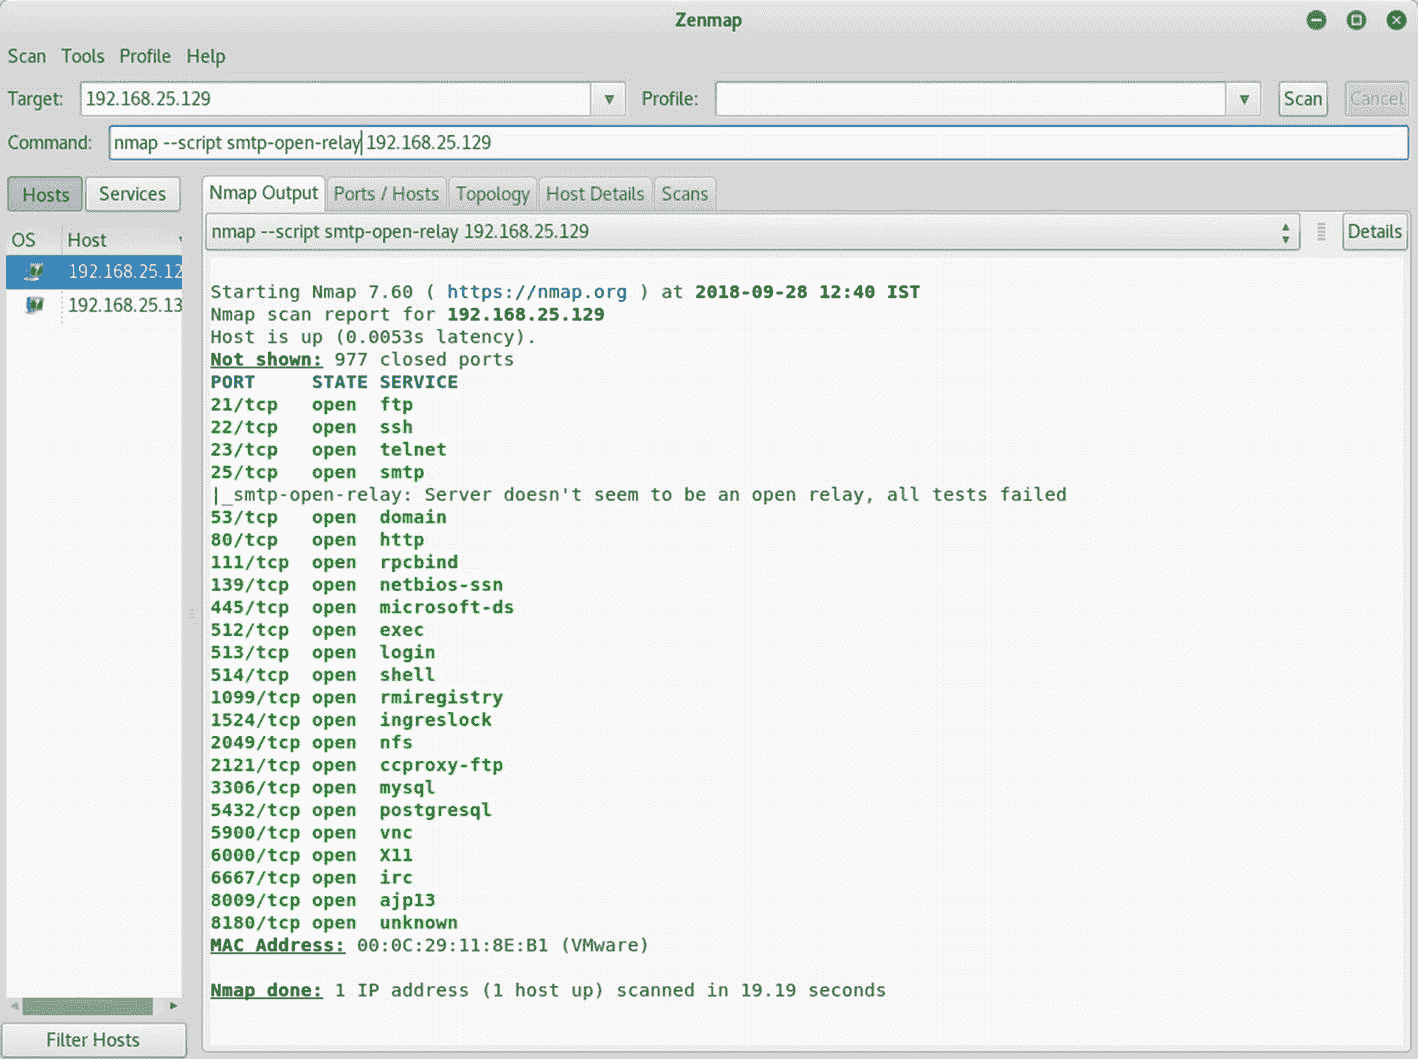 Zenmap
Scan Tools Profile Help
Target: 192.168.25.129 Profile: Scan Cancel
Command: nmap --script smtp-open-relay 192.168.25.129
Hosts Services Nmap Output Ports / Hosts Topology Host Details Scans
nmap --script smtp-open-relay 192.168.25.129 Details
OS Host
192.168.25.12
192.168.25.13
Starting Nmap 7.60 ( https://nmap.org ) at 2018-09-28 12:40 IST
Nmap scan report for 192.168.25.129
Host is up (0.0053s latency).
Not shown: 977 closed ports
PORT STATE SERVICE
21/tcp open ftp
22/tcp open ssh
23/tcp open telnet
25/tcp open smtp
|_smtp-open-relay: Server doesn't seem to be an open relay, all tests failed
53/tcp open domain
80/tcp open http
111/tcp open rpcbind
139/tcp open netbios-ssn
445/tcp open microsoft-ds
512/tcp open exec
513/tcp open login
514/tcp open shell
1099/tcp open rmiregistry
1524/tcp open ingreslock
2049/tcp open nfs
2121/tcp open ccproxy-ftp
3306/tcp open mysql
5432/tcp open postgresql
5900/tcp open vnc
6000/tcp open X11
6667/tcp open irc
8009/tcp open ajp13
8180/tcp open unknown
MAC Address: 00:0C:29:11:8E:B1 (VMware)
Nmap done: 1 IP address (1 host up) scanned in 19.19 seconds
Filter Hosts